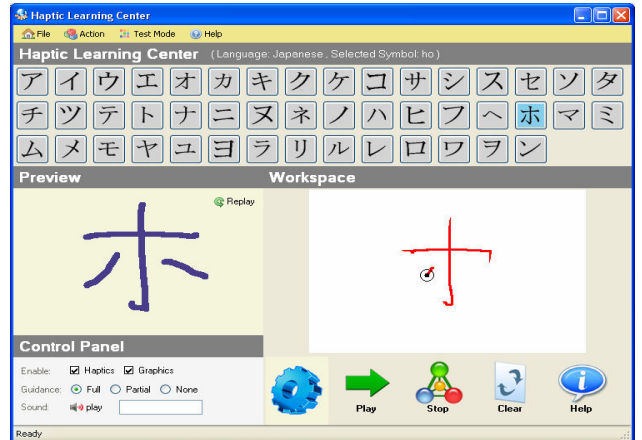 Haptic Learning Center
File Action Test Mode Help
Haptic Learning Center (Language: Japanese , Selected Symbol: ho )
ア イ ウ エ オ カ キ ク ケ コ サ シ ス セ ソ タ
チ ツ テ ト ナ ニ ヌ ネ ノ ハ ヒ フ ヘ ホ マ ミ
ム メ モ ヤ ユ ヨ ラ リ ル レ ロ ワ ヲ ン
Preview
Workspace
Replay
ホ
Control Panel
Enable: Haptics Graphics
Guidance: Full Partial None
Sound: play
Play Stop Clear Help
Ready